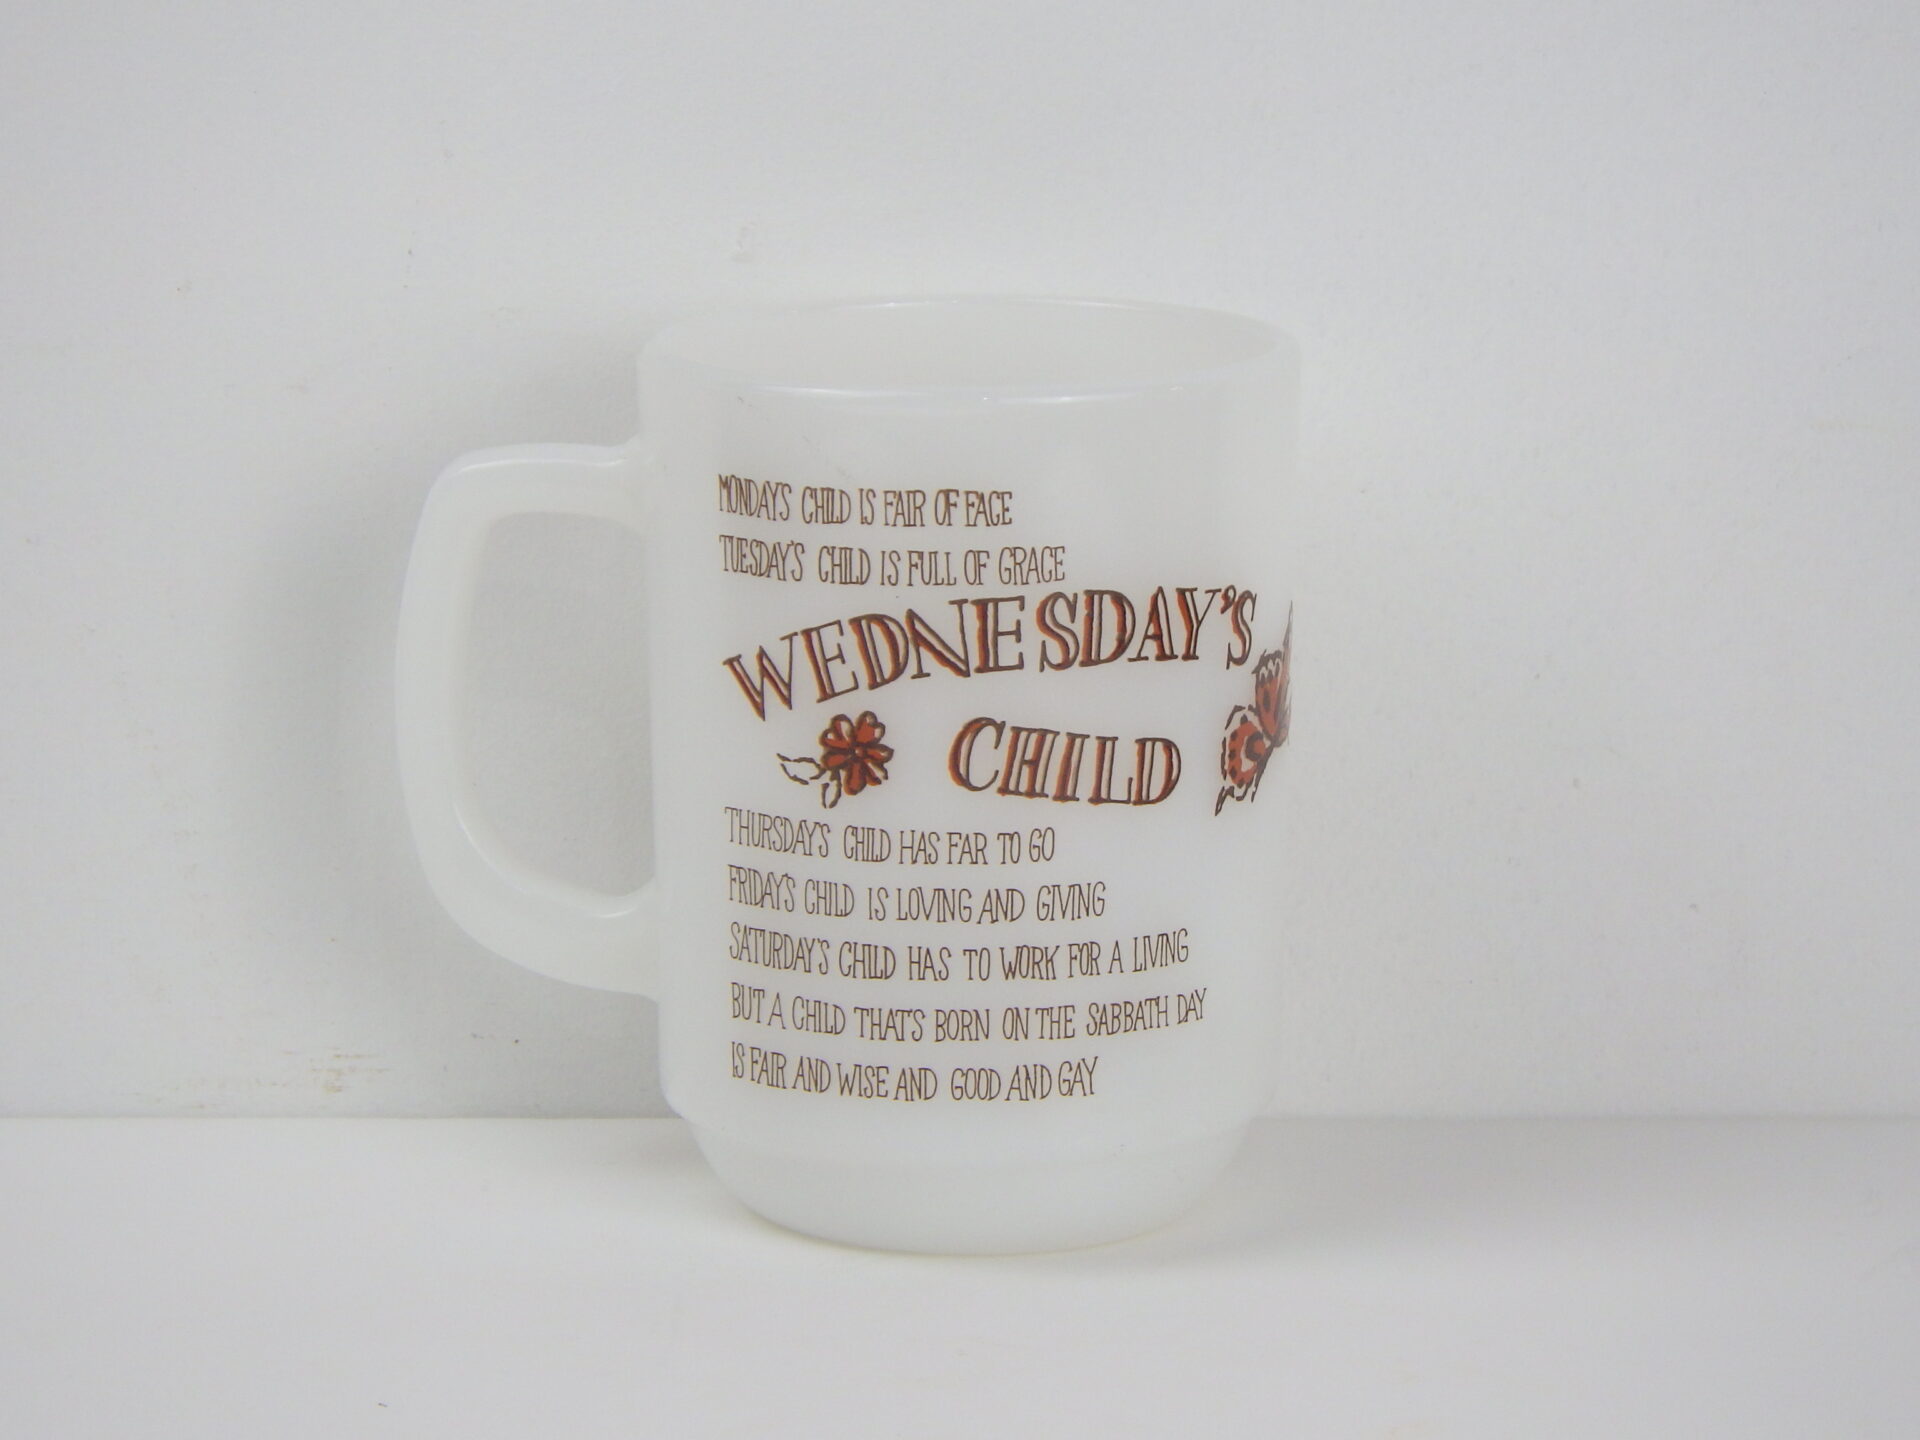 MONDAY'S CHILD IS FAIR OF FACE
TUESDAY'S CHILD IS FULL OF GRACE
WEDNESDAY'S
CHILD
THURSDAY'S CHILD HAS FAR TO GO
FRIDAY'S CHILD IS LOVING AND GIVING
SATURDAY'S CHILD HAS TO WORK FOR A LIVING
BUT A CHILD THAT'S BORN ON THE SABBATH DAY
IS FAIR AND WISE AND GOOD AND GAY